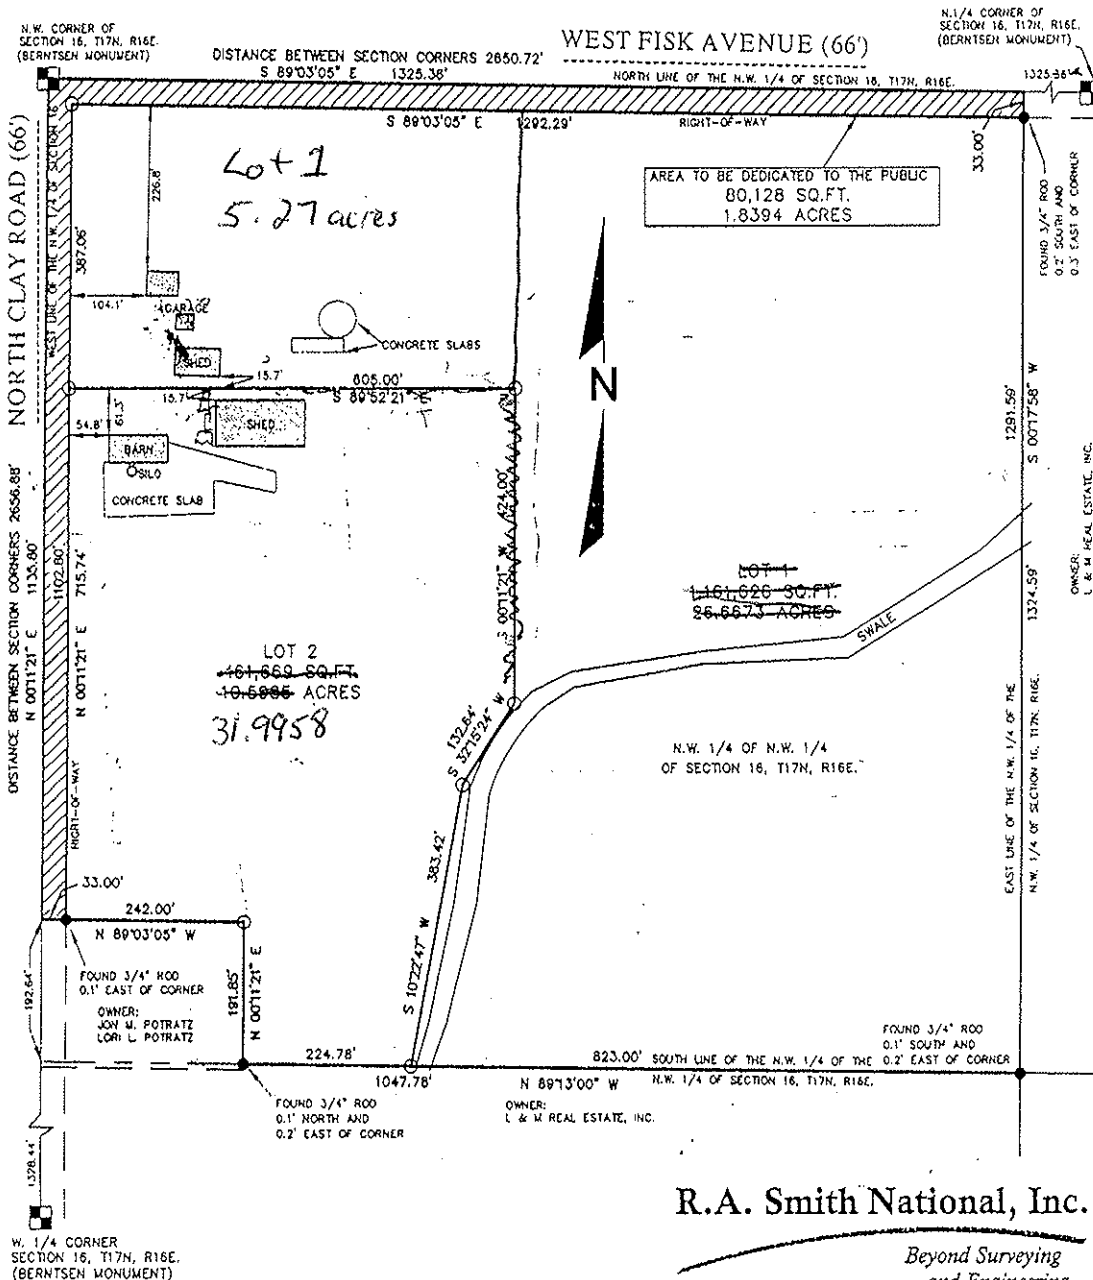 N.W. CORNER OF
SECTION 16, T17N, R16E.
(BERNTSEN MONUMENT)
DISTANCE BETWEEN SECTION CORNERS 2650.72'
S 89°03'05" E 1325.36'
WEST FISK AVENUE (66')
NORTH LINE OF THE N.W. 1/4 OF SECTION 16, T17N, R16E.
N.1/4 CORNER OF
SECTION 16, T17N, R16E.
(BERNTSEN MONUMENT)
1325.36'
S 89°03'05" E 1292.29'
RIGHT-OF-WAY
33.00'
NORTH CLAY ROAD (66')
WEST LINE OF THE N.W. 1/4 OF SECTION 16
387.06'
226.8'
Lot 1
5.27 acres
AREA TO BE DEDICATED TO THE PUBLIC
80,128 SQ.FT.
1.8394 ACRES
FOUND 3/4" ROD
0.2' SOUTH AND
0.3' EAST OF CORNER
104.1'
GARAGE
SHED
CONCRETE SLABS
15.7'
605.00'
S 89°52'21" E
15.7'
SHED
61.3'
54.8'
BARN
SILO
CONCRETE SLAB
N
S 00°11'21" W 424.00'
1291.59'
S 00°17'58" W
1324.59'
OWNER:
L & M REAL ESTATE, INC.
DISTANCE BETWEEN SECTION CORNERS 2656.88'
N 00°11'21" E 1135.80'
1102.80'
N 00°11'21" E 715.74'
RIGHT-OF-WAY
LOT 1
1,161,626 SQ.FT.
26.6673 ACRES
SWALE
LOT 2
461,669 SQ.FT.
10.5985 ACRES
31.9958
132.64'
S 32°15'24" W
N.W. 1/4 OF N.W. 1/4
OF SECTION 16, T17N, R16E.
EAST LINE OF THE N.W. 1/4 OF THE
N.W. 1/4 OF SECTION 16, T17N, R16E.
383.42'
S 10°22'47" W
33.00'
242.00'
N 89°03'05" W
FOUND 3/4" ROD
0.1' EAST OF CORNER
OWNER:
JON M. POTRATZ
LORI L. POTRATZ
192.64'
191.85'
N 00°11'21" E
224.78'
1047.78'
823.00' SOUTH LINE OF THE N.W. 1/4 OF THE
N 89°13'00" W N.W. 1/4 OF SECTION 16, T17N, R16E.
FOUND 3/4" ROD
0.1' SOUTH AND
0.2' EAST OF CORNER
FOUND 3/4" ROD
0.1' NORTH AND
0.2' EAST OF CORNER
OWNER:
L & M REAL ESTATE, INC.
1328.44'
W. 1/4 CORNER
SECTION 16, T17N, R16E.
(BERNTSEN MONUMENT)
R.A. Smith National, Inc.
Beyond Surveying
and Engineering